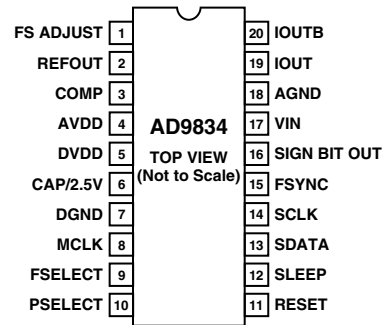 FS ADJUST 1 20 IOUTB
REFOUT 2 19 IOUT
COMP 3 18 AGND
AVDD 4 AD9834 17 VIN
DVDD 5 TOP VIEW 16 SIGN BIT OUT
CAP/2.5V 6 (Not to Scale) 15 FSYNC
DGND 7 14 SCLK
MCLK 8 13 SDATA
FSELECT 9 12 SLEEP
PSELECT 10 11 RESET